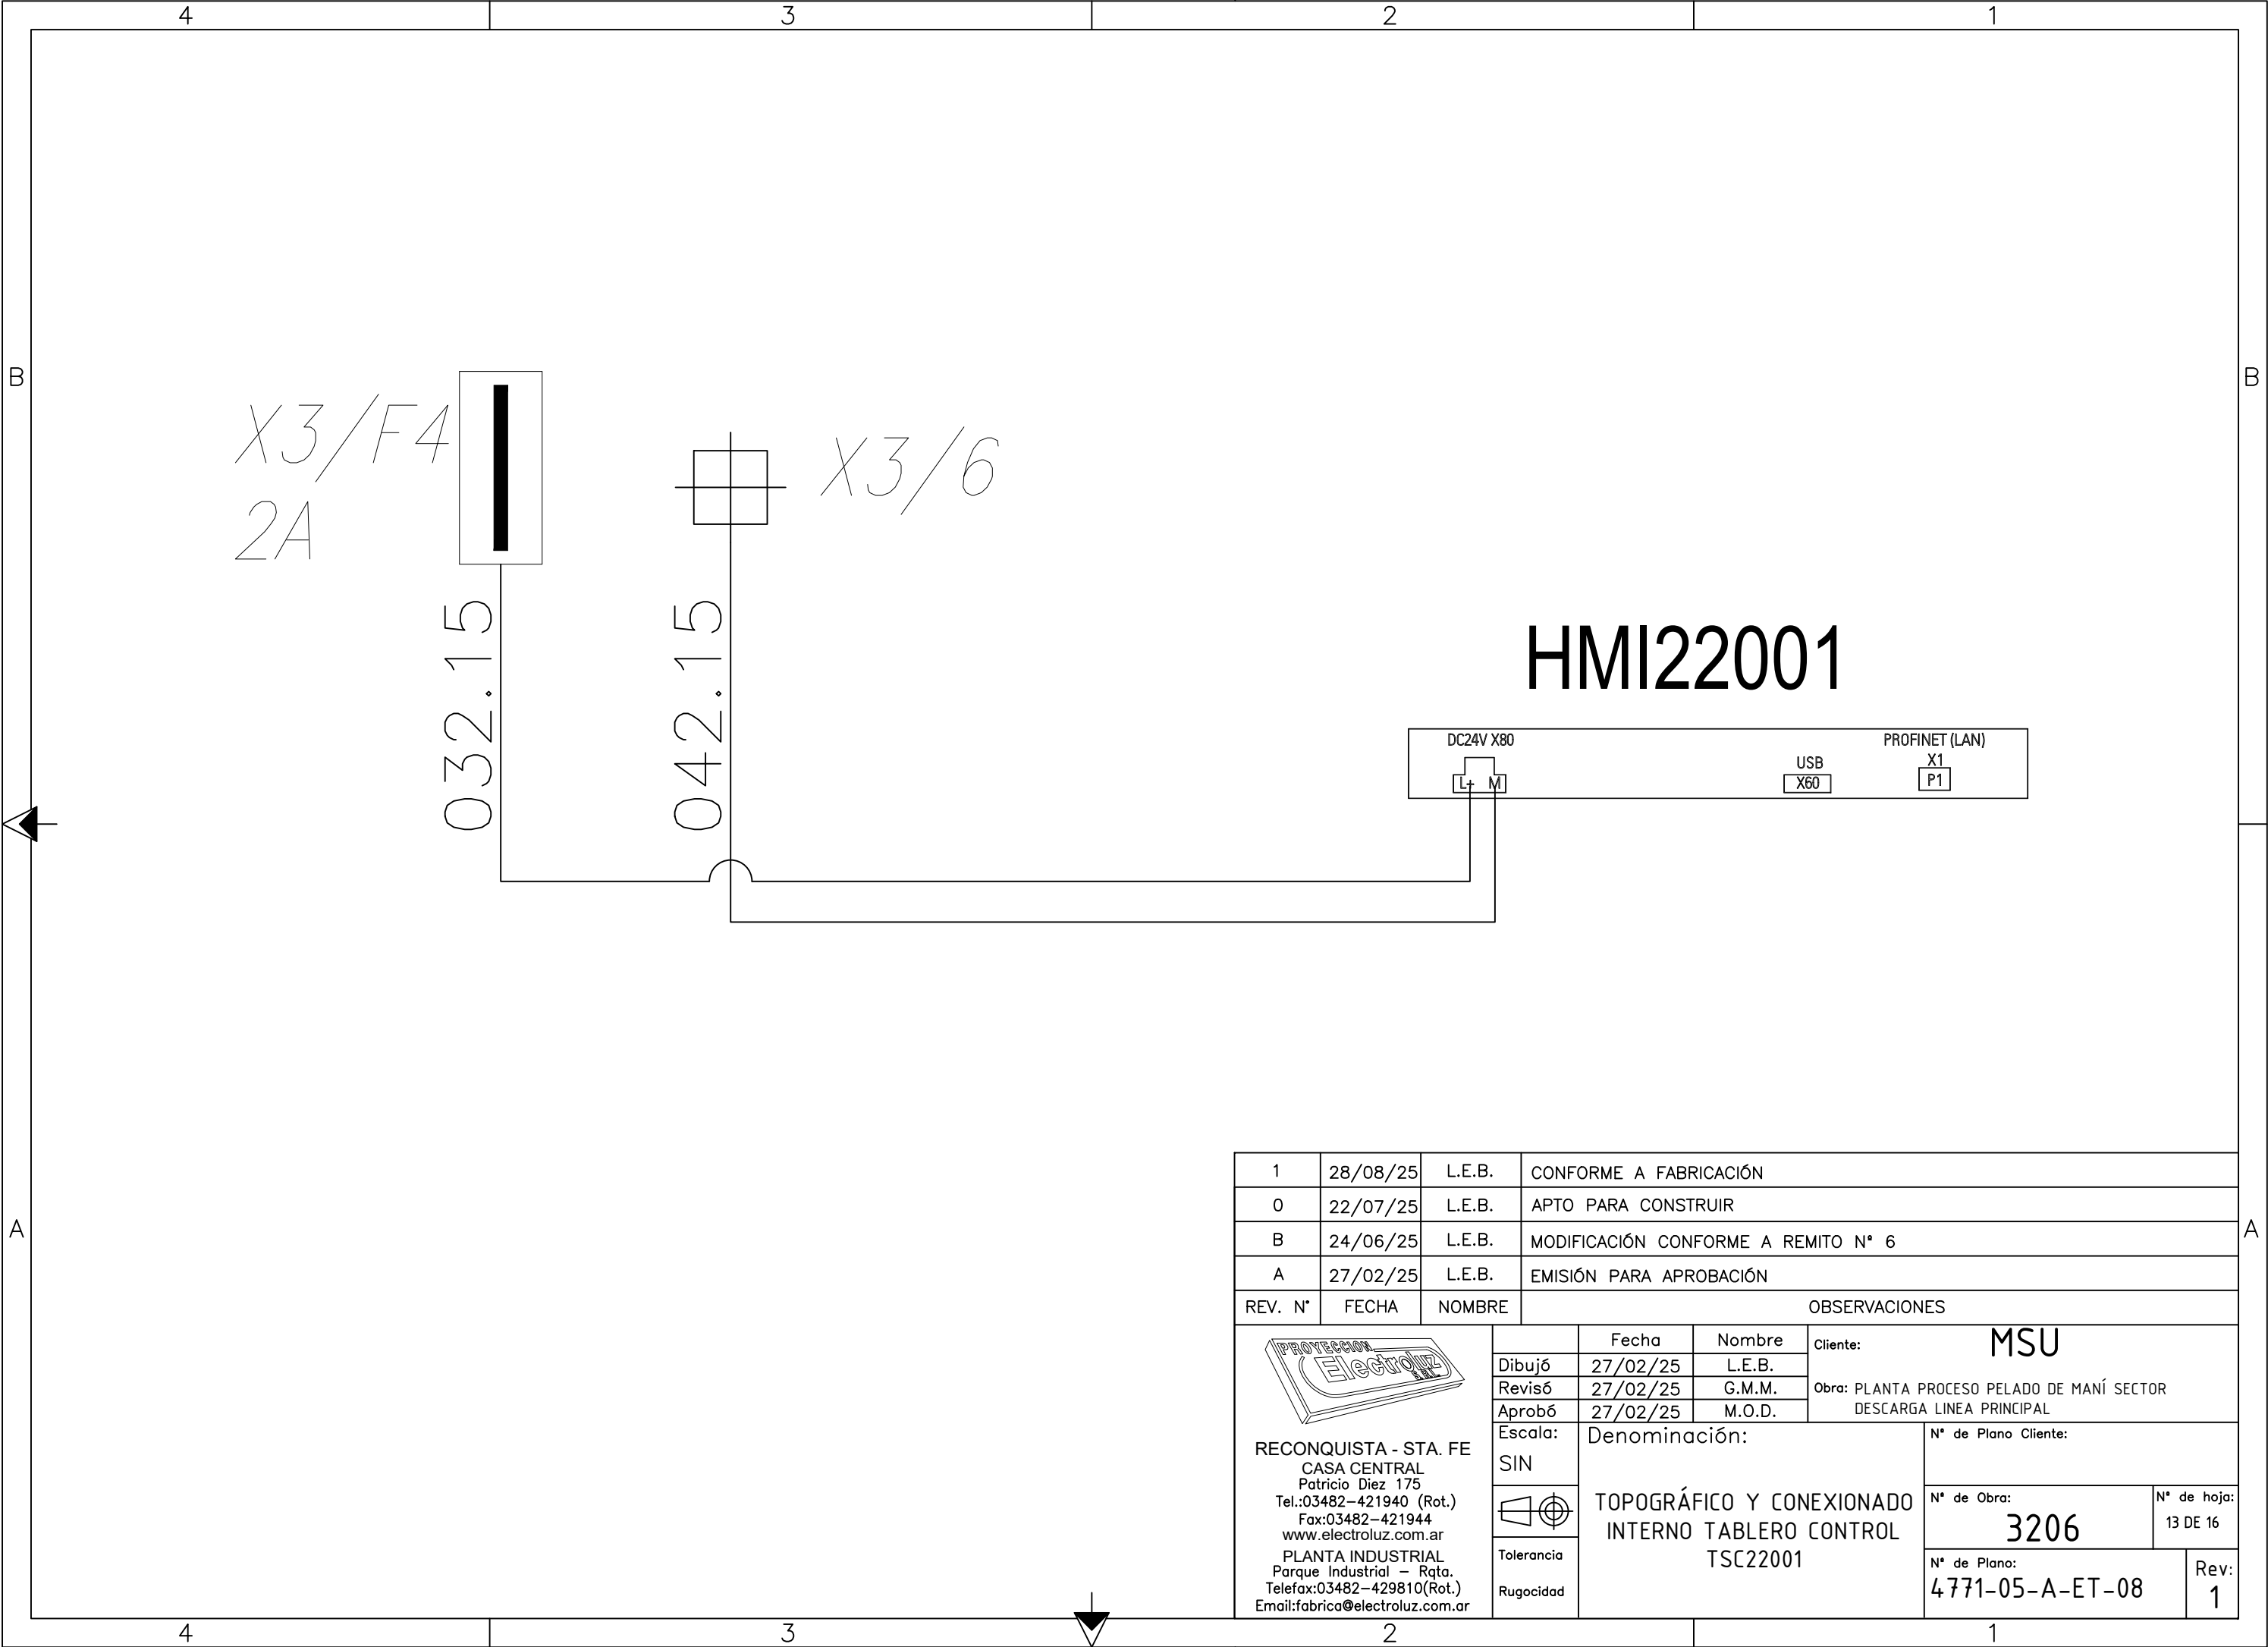 4 3 2 1
B B
X3/F4
2A
X3/6
032.15
042.15
HMI22001
DC24V X80
PROFINET (LAN)
USB
X1
L+ M
X60
P1
A A
1 28/08/25 L.E.B. CONFORME A FABRICACIÓN
0 22/07/25 L.E.B. APTO PARA CONSTRUIR
B 24/06/25 L.E.B. MODIFICACIÓN CONFORME A REMITO N° 6
A 27/02/25 L.E.B. EMISIÓN PARA APROBACIÓN
REV. N° FECHA NOMBRE OBSERVACIONES
PROYECCION
Electroluz
S.R.L.
RECONQUISTA - STA. FE
CASA CENTRAL
Patricio Diez 175
Tel.:03482-421940 (Rot.)
Fax:03482-421944
www.electroluz.com.ar
PLANTA INDUSTRIAL
Parque Industrial - Rqta.
Telefax:03482-429810(Rot.)
Email:fabrica@electroluz.com.ar
Fecha Nombre
Dibujó 27/02/25 L.E.B.
Revisó 27/02/25 G.M.M.
Aprobó 27/02/25 M.O.D.
Cliente: MSU
Obra: PLANTA PROCESO PELADO DE MANÍ SECTOR
DESCARGA LINEA PRINCIPAL
Escala:
SIN
Tolerancia
Rugocidad
Denominación:
TOPOGRÁFICO Y CONEXIONADO
INTERNO TABLERO CONTROL
TSC22001
N° de Plano Cliente:
N° de Obra:
3206
N° de hoja:
13 DE 16
N° de Plano:
4771-05-A-ET-08
Rev:
1
4 3 2 1